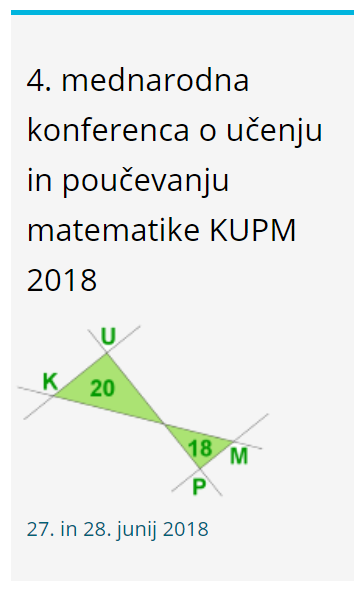 4. mednarodna
konferenca o učenju
in poučevanju
matematike KUPM
2018
U
K
20
18
M
P
27. in 28. junij 2018